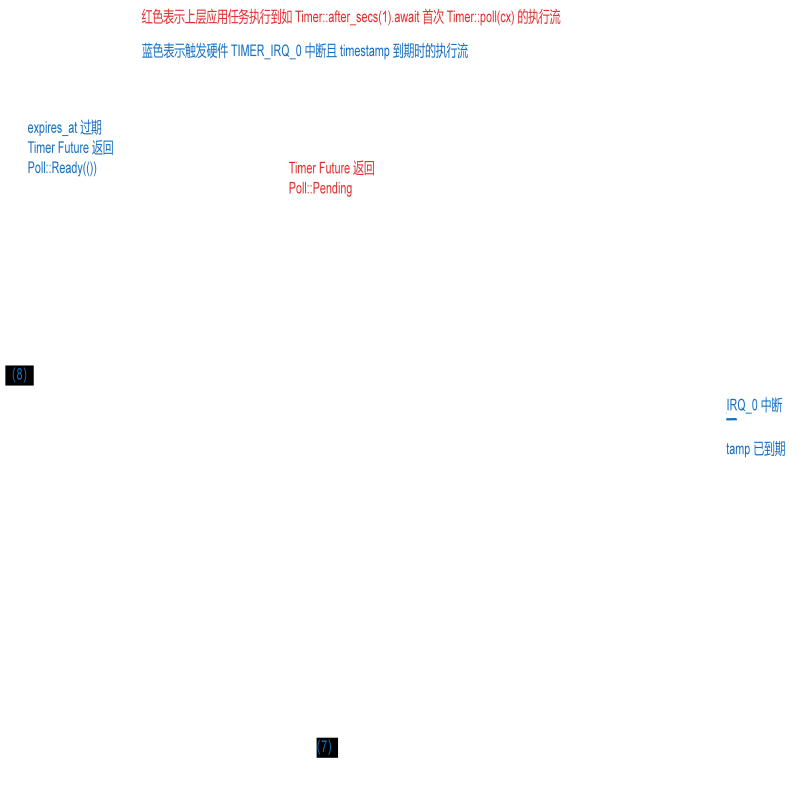 红色表示上层应用任务执行到如 Timer::after_secs(1).await 首次 Timer::poll(cx) 的执行流
蓝色表示触发硬件 TIMER_IRQ_0 中断且 timestamp 到期时的执行流
expires_at 过期
Timer Future 返回
Poll::Ready(())
Timer Future 返回
Poll::Pending
(8)
IRQ_0 中断
tamp 已到期
(7)